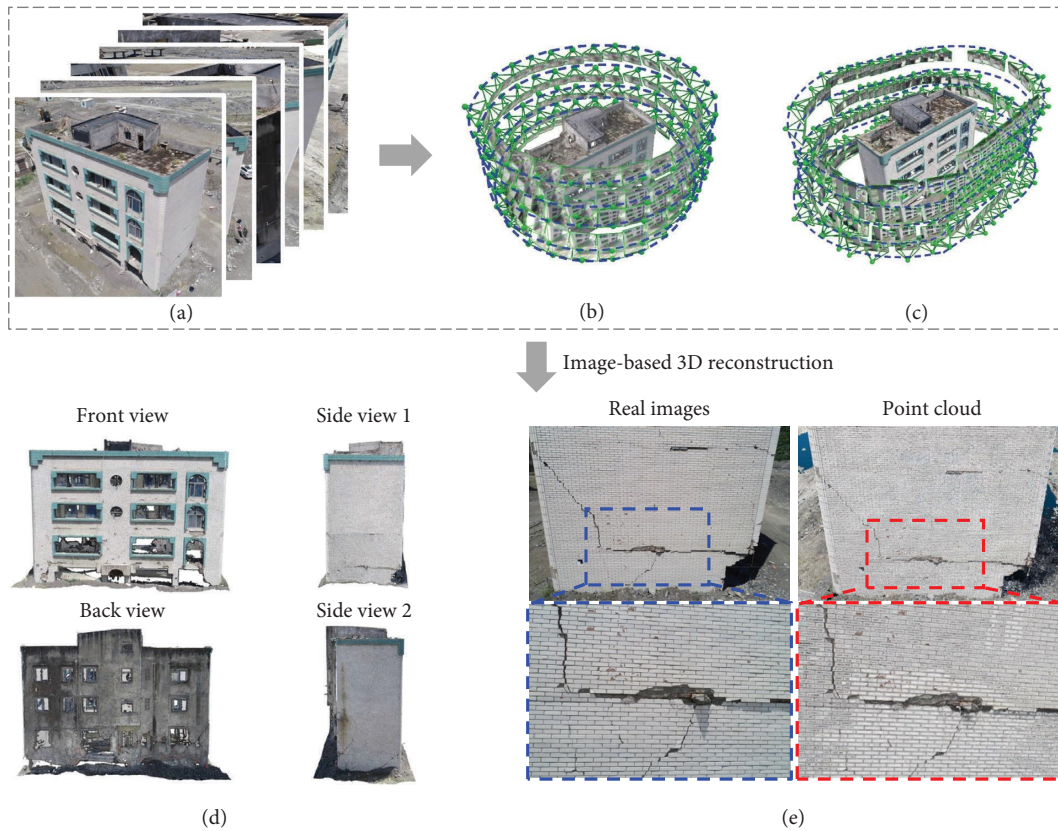 (a)
(b)
(c)
Image-based 3D reconstruction
Front view
Side view 1
Back view
Side view 2
(d)
Real images
Point cloud
(e)